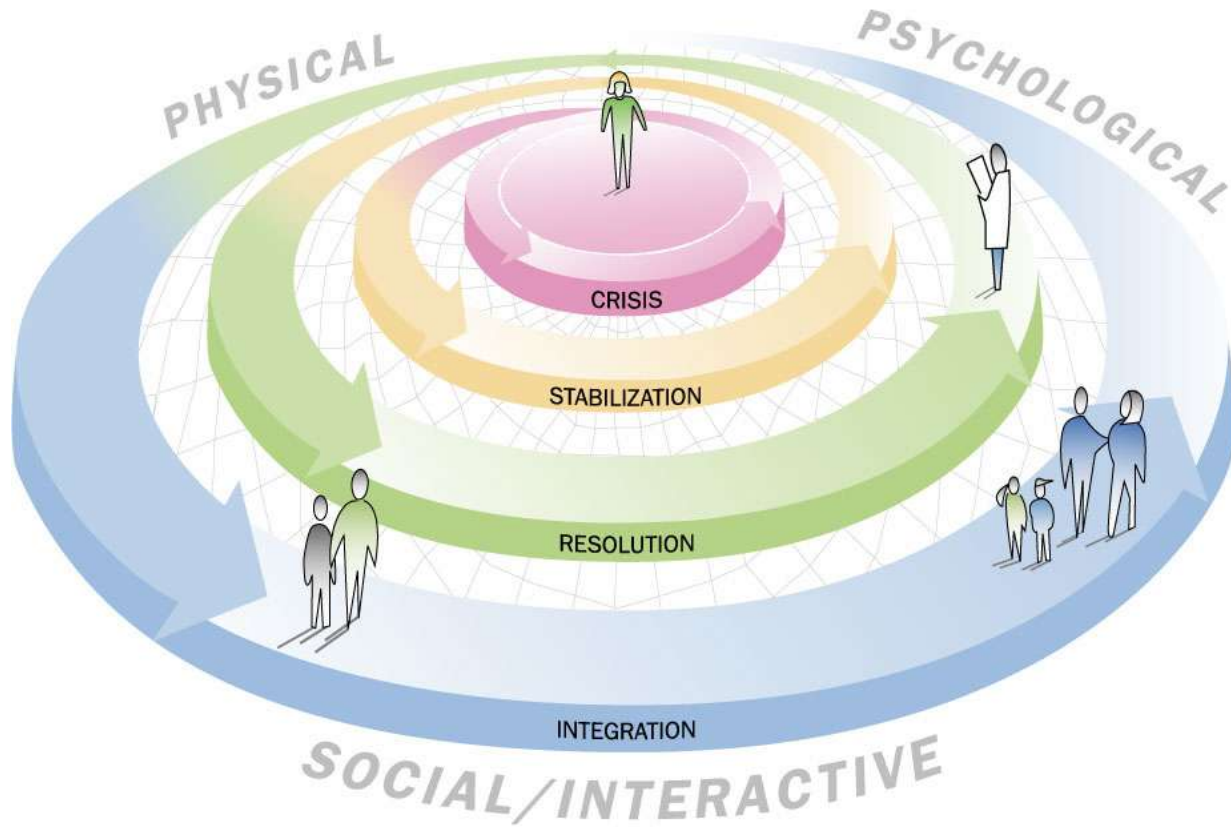 PHYSICAL
PSYCHOLOGICAL
CRISIS
STABILIZATION
RESOLUTION
INTEGRATION
SOCIAL/INTERACTIVE